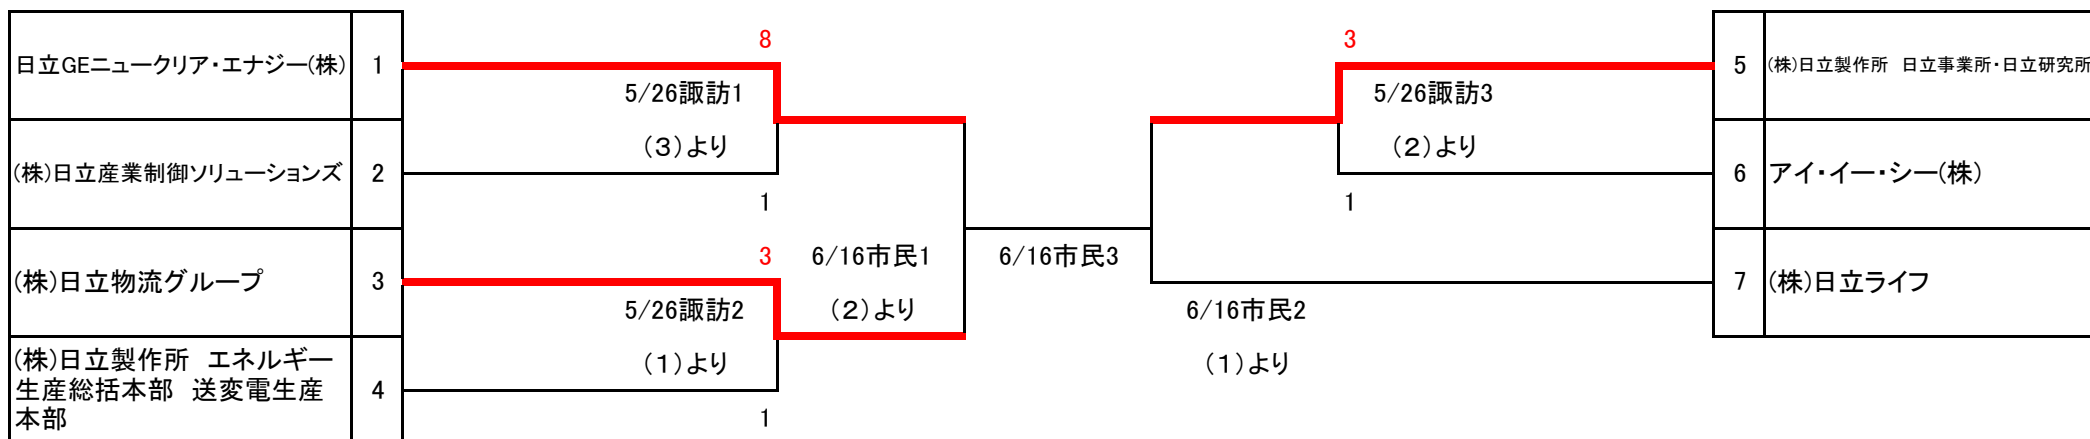 8
3
日立GEニュークリア・エナジー(株)
1
5
(株)日立製作所　日立事業所・日立研究所
5/26諏訪1
5/26諏訪3
(3)より
(2)より
(株)日立産業制御ソリューションズ
2
6
アイ・イー・シー(株)
1
1
3
6/16市民1
6/16市民3
(株)日立物流グループ
3
7
(株)日立ライフ
5/26諏訪2
(2)より
6/16市民2
(1)より
(1)より
(株)日立製作所　エネルギー
生産総括本部　送変電生産
本部
4
1